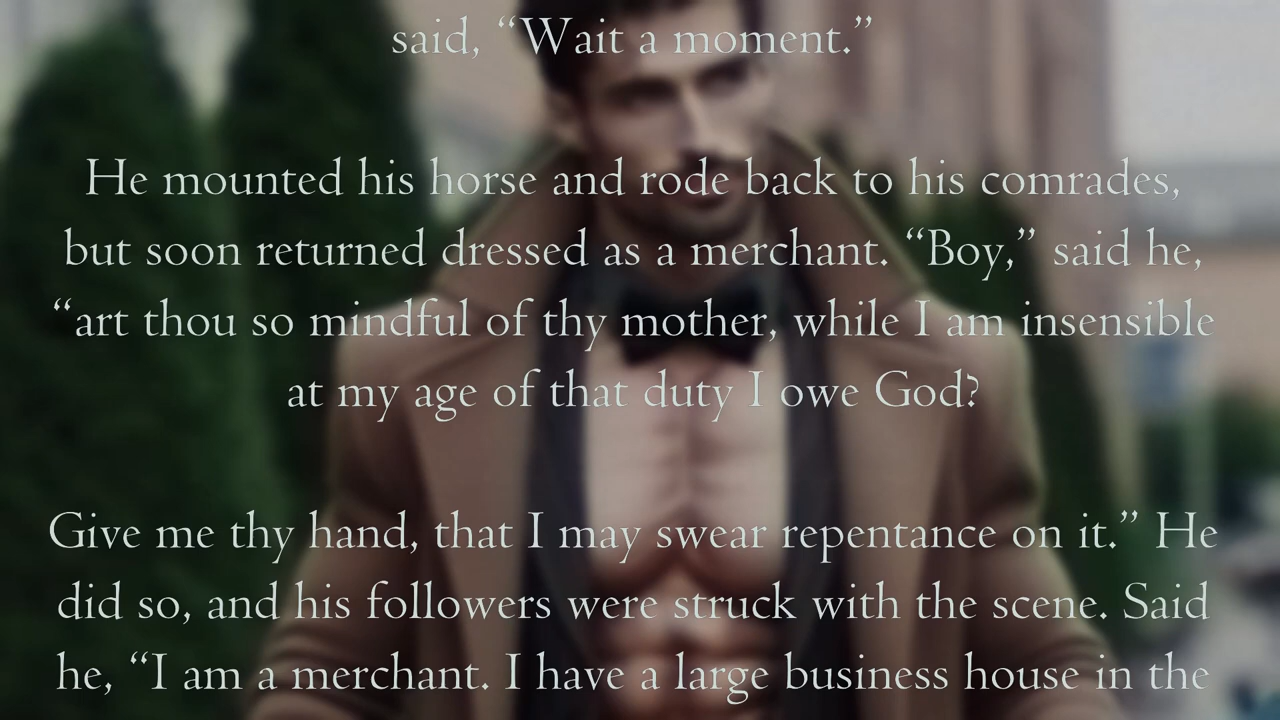 said, “Wait a moment.”
He mounted his horse and rode back to his comrades,
but soon returned dressed as a merchant. “Boy,” said he,
“art thou so mindful of thy mother, while I am insensible
at my age of that duty I owe God?
Give me thy hand, that I may swear repentance on it.” He
did so, and his followers were struck with the scene. Said
he, “I am a merchant. I have a large business house in the